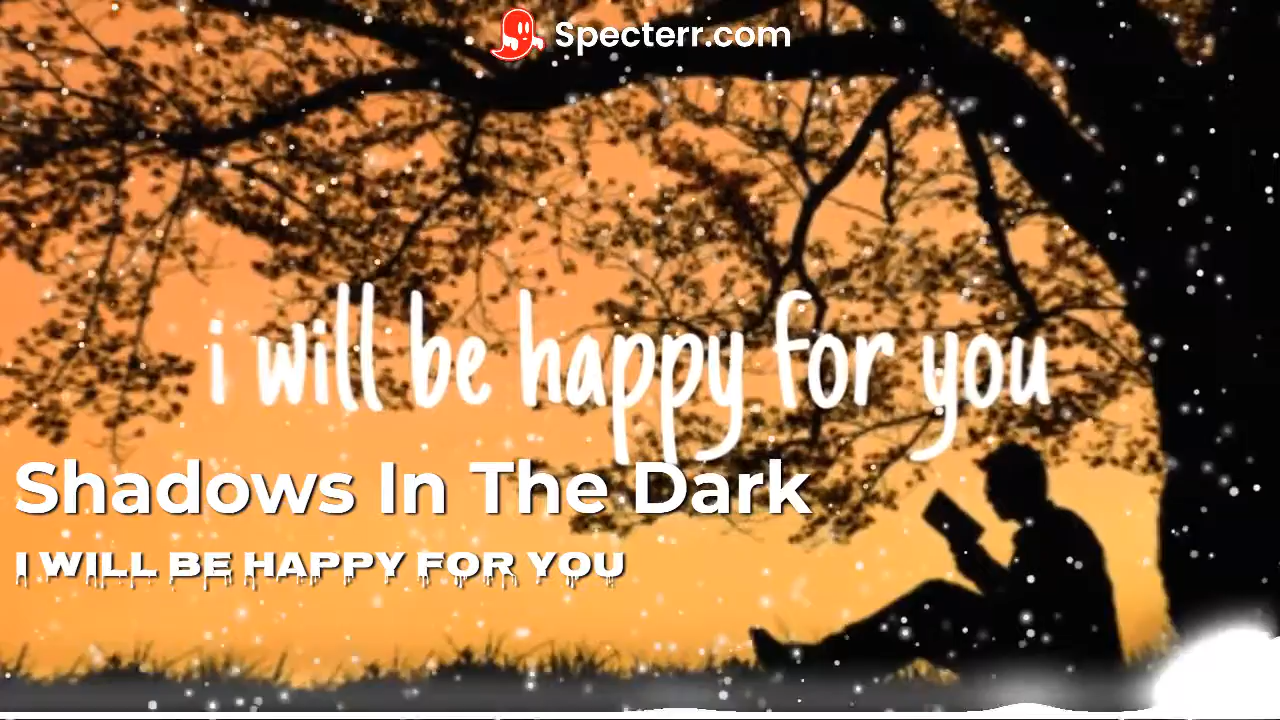 Specterr.com
i will be happy for you
Shadows In The Dark
I WILL BE HAPPY FOR YOU